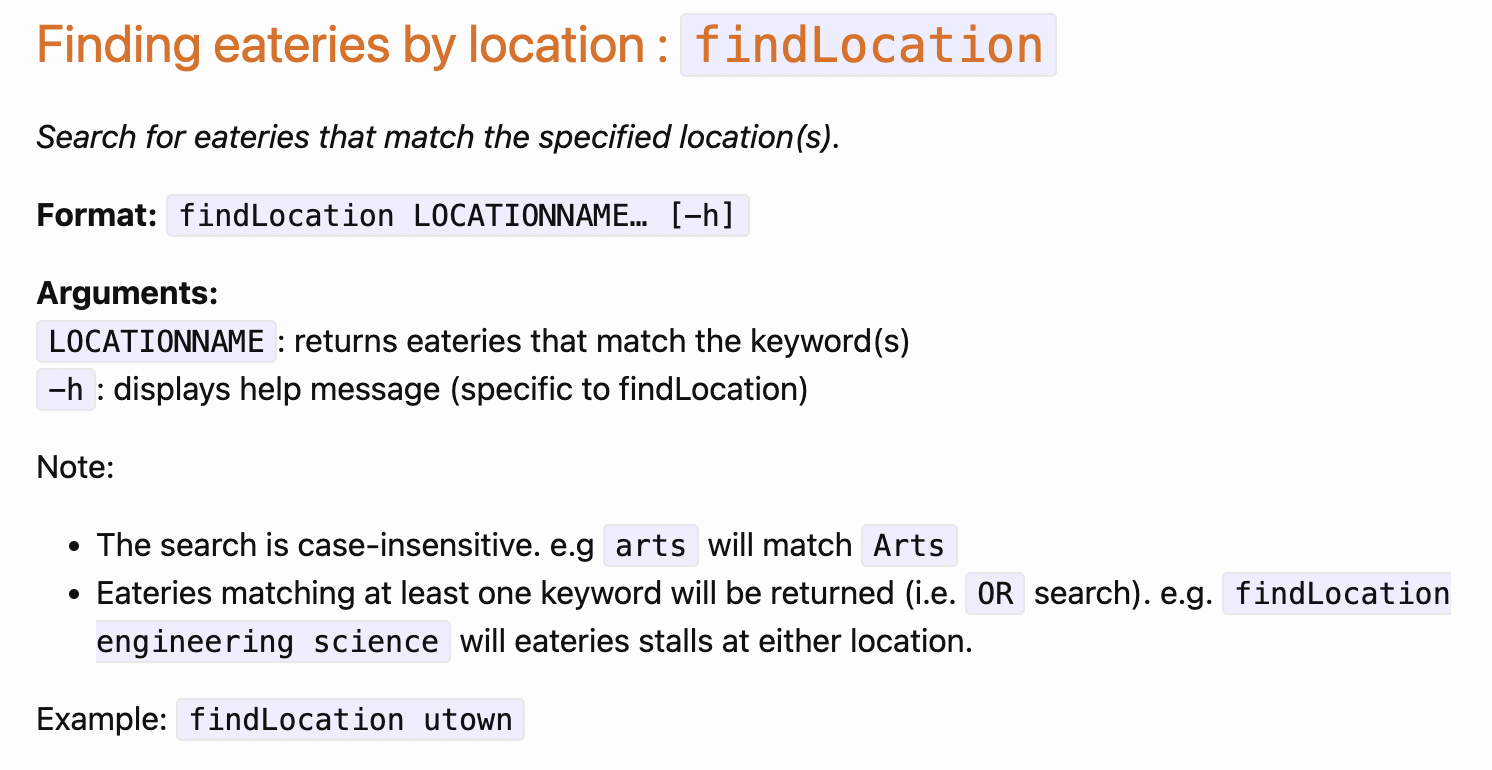 Finding eateries by location : findLocation
Search for eateries that match the specified location(s).
Format: findLocation LOCATIONNAME… [-h]
Arguments:
LOCATIONNAME : returns eateries that match the keyword(s)
-h : displays help message (specific to findLocation)
Note:
• The search is case-insensitive. e.g arts will match Arts
• Eateries matching at least one keyword will be returned (i.e. OR search). e.g. findLocation
engineering science will eateries stalls at either location.
Example: findLocation utown